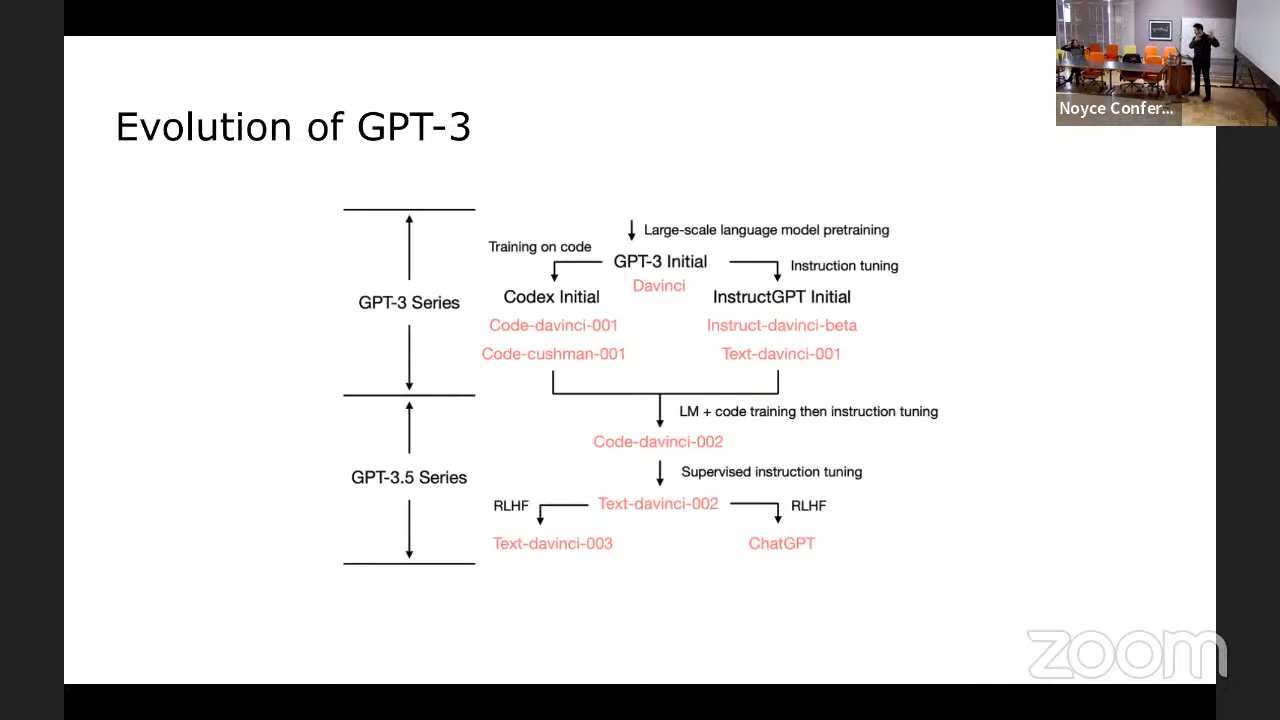 Noyce Confer...
Evolution of GPT-3
Large-scale language model pretraining
Training on code
GPT-3 Initial
Instruction tuning
Davinci
Codex Initial
InstructGPT Initial
GPT-3 Series
Code-davinci-001
Instruct-davinci-beta
Code-cushman-001
Text-davinci-001
LM + code training then instruction tuning
Code-davinci-002
Supervised instruction tuning
GPT-3.5 Series
RLHF
Text-davinci-002
RLHF
Text-davinci-003
ChatGPT
zoom